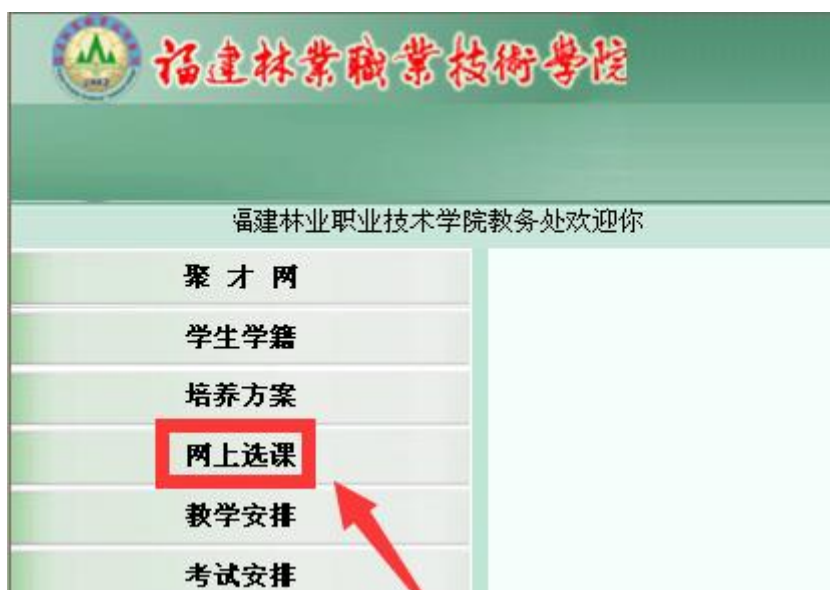 福建林業職業技術學院
福建林业职业技术学院教务处欢迎你
聚 才 网
学生学籍
培养方案
网上选课
教学安排
考试安排